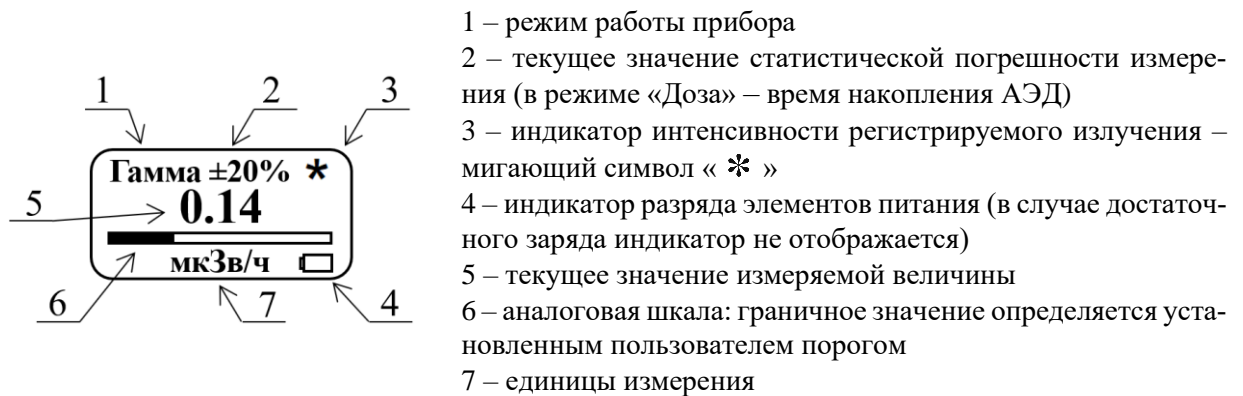 1 2 3
Гамма ±20% *
5 0.14
мкЗв/ч
6 7 4
1 – режим работы прибора
2 – текущее значение статистической погрешности измере-
ния (в режиме «Доза» – время накопления АЭД)
3 – индикатор интенсивности регистрируемого излучения –
мигающий символ « * »
4 – индикатор разряда элементов питания (в случае достаточ-
ного заряда индикатор не отображается)
5 – текущее значение измеряемой величины
6 – аналоговая шкала: граничное значение определяется уста-
новленным пользователем порогом
7 – единицы измерения